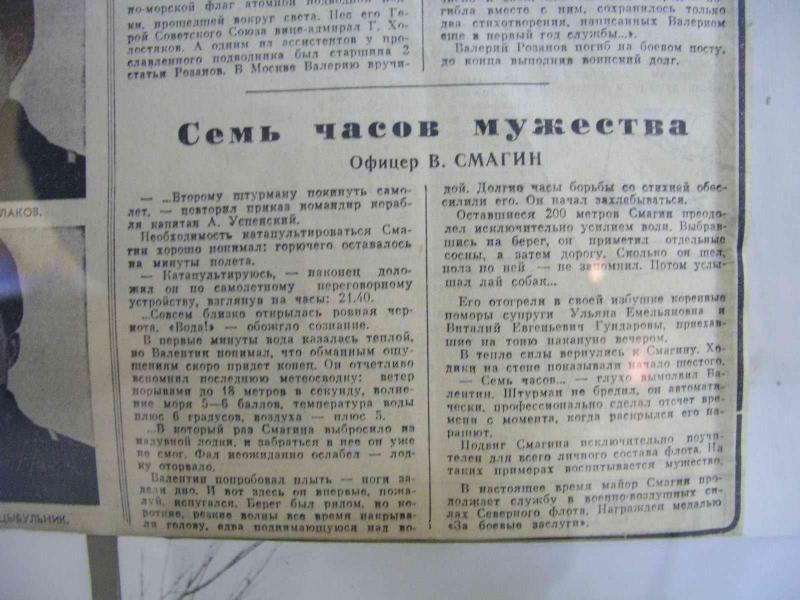 но-морской флаг атомной подводной
ки, прошедшей вокруг света. Нес его Ге-
рой Советского Союза вице-адмирал Г. Хо-
лостяков. А одним из ассистентов у про-
славленного подводника был старшина 2
статьи Розанов. В Москве Валерию вручи-
гибла вместе с ним, сохранилось только
два стихотворения, написанных Валерием
еще в первый год службы...».
Валерий Розанов погиб на боевом посту,
до конца выполнив воинский долг.
ЛАКОВ.
ЦЫБУЛЬНИК.
Семь часов мужества
Офицер В. СМАГИН
— ...Второму штурману покинуть само-
лет, — повторил приказ командир кораб-
ля капитан А. Успенский.
Необходимость катапультироваться Сма-
гин хорошо понимал: горючего оставалось
на минуты полета.
— Катапультируюсь, — наконец доло-
жил он по самолетному переговорному
устройству, взглянув на часы: 21.40.
...Совсем близко открылась ровная чер-
нота. «Вода!» — обожгло сознание.
В первые минуты вода казалась теплой,
но Валентин понимал, что обманным ощу-
щениям скоро придет конец. Он отчетливо
вспомнил последнюю метеосводку: ветер
порывами до 18 метров в секунду, волне-
ние моря 5—6 баллов, температура воды
плюс 6 градусов, воздуха — плюс 5.
...В который раз Смагина выбросило из
надувной лодки, и забраться в нее он уже
не смог. Фал неожиданно ослабел — лод-
ку оторвало.
Валентин попробовал плыть — ноги за-
дели дно. И вот здесь он впервые, пожа-
луй, испугался. Берег был рядом, но ко-
роткие, резкие волны все время накрыва-
ли голову, едва поднимающуюся над во-
дой. Долгие часы борьбы со стихией обес-
силили его. Он начал захлебываться.
Оставшиеся 200 метров Смагин преодо-
лел исключительно усилием воли. Выбрав-
шись на берег, он приметил отдельные
сосны, а затем дорогу. Сколько он шел,
полз по ней — не запомнил. Потом услы-
шал лай собак...
Его отогрели в своей избушке коренные
поморы супруги Ульяна Емельяновна и
Виталий Евгеньевич Гундаровы, приехав-
шие на тоню накануне вечером.
В тепле силы вернулись к Смагину. Хо-
дики на стене показывали начало шестого.
— Семь часов... — глухо вымолвил Ва-
лентин. Штурман не бредил, он автомати-
чески, профессионально сделал отсчет вре-
мени с момента, когда раскрылся его па-
рашют.
Подвиг Смагина исключительно поучи-
телен для всего личного состава флота. На
таких примерах воспитывается мужество.
В настоящее время майор Смагин про-
должает службу в военно-воздушных си-
лах Северного флота. Награжден медалью
«За боевые заслуги».